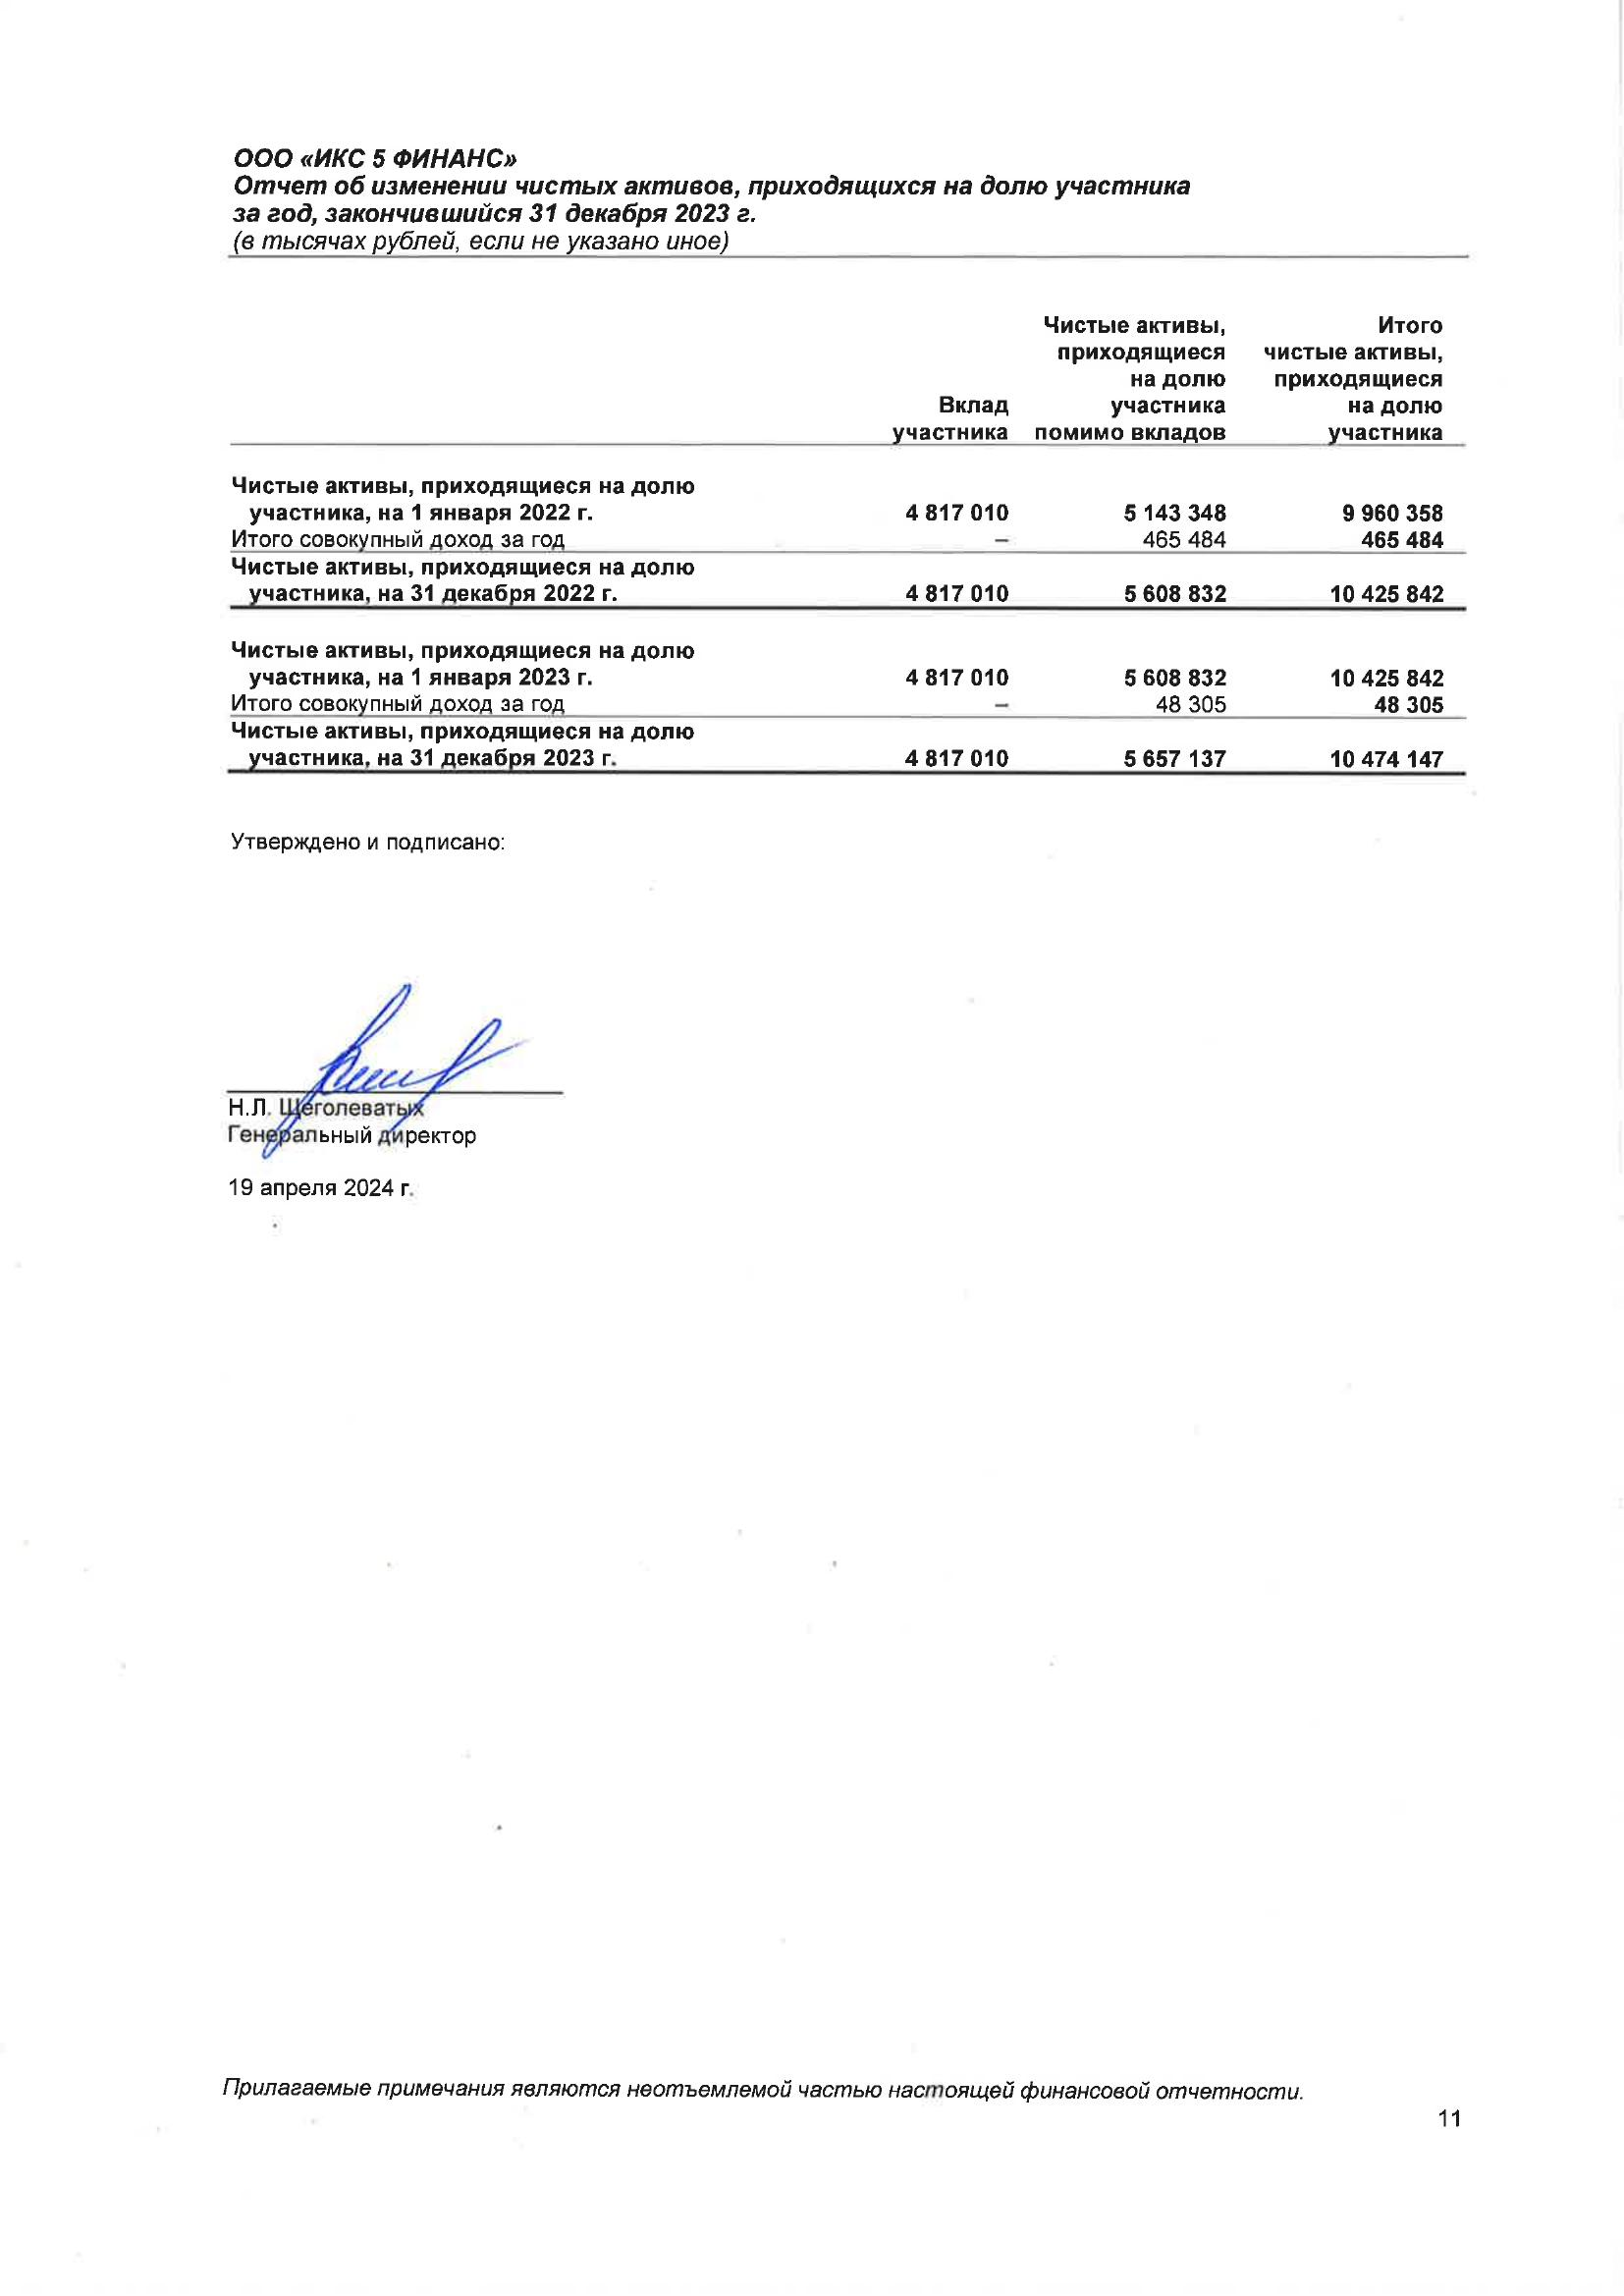 ООО «ИКС 5 ФИНАНС»
Отчет об изменении чистых активов, приходящихся на долю участника
за год, закончившийся 31 декабря 2023 г.
(в тысячах рублей, если не указано иное)
Вклад участника
Чистые активы, приходящиеся на долю участника помимо вкладов
Итого чистые активы, приходящиеся на долю участника
Чистые активы, приходящиеся на долю
участника, на 1 января 2022 г. 4 817 010 5 143 348 9 960 358
Итого совокупный доход за год – 465 484 465 484
Чистые активы, приходящиеся на долю
участника, на 31 декабря 2022 г. 4 817 010 5 608 832 10 425 842
Чистые активы, приходящиеся на долю
участника, на 1 января 2023 г. 4 817 010 5 608 832 10 425 842
Итого совокупный доход за год – 48 305 48 305
Чистые активы, приходящиеся на долю
участника, на 31 декабря 2023 г. 4 817 010 5 657 137 10 474 147
Утверждено и подписано:
Н.Л. Щеголеватых
Генеральный директор
19 апреля 2024 г.
Прилагаемые примечания являются неотъемлемой частью настоящей финансовой отчетности.
11